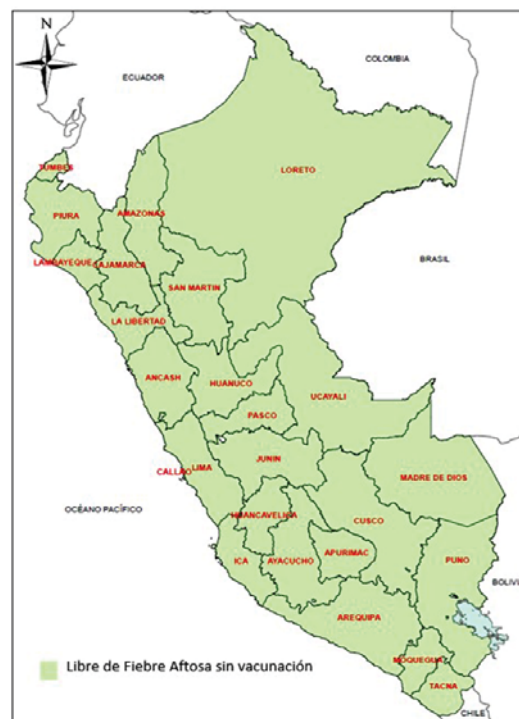 N
COLOMBIA
ECUADOR
TUMBES
LORETO
PIURA
AMAZONAS
LAMBAYEQUE
CAJAMARCA
BRASIL
SAN MARTIN
LA LIBERTAD
ANCASH
HUANUCO
UCAYALI
PASCO
JUNIN
CALLAO
LIMA
MADRE DE DIOS
OCÉANO PACÍFICO
HUANCAVELICA
CUSCO
ICA
AYACUCHO
APURIMAC
PUNO
BOLIVI
AREQUIPA
MOQUEGUA
Libre de Fiebre Aftosa sin vacunación
TACNA
CHILE